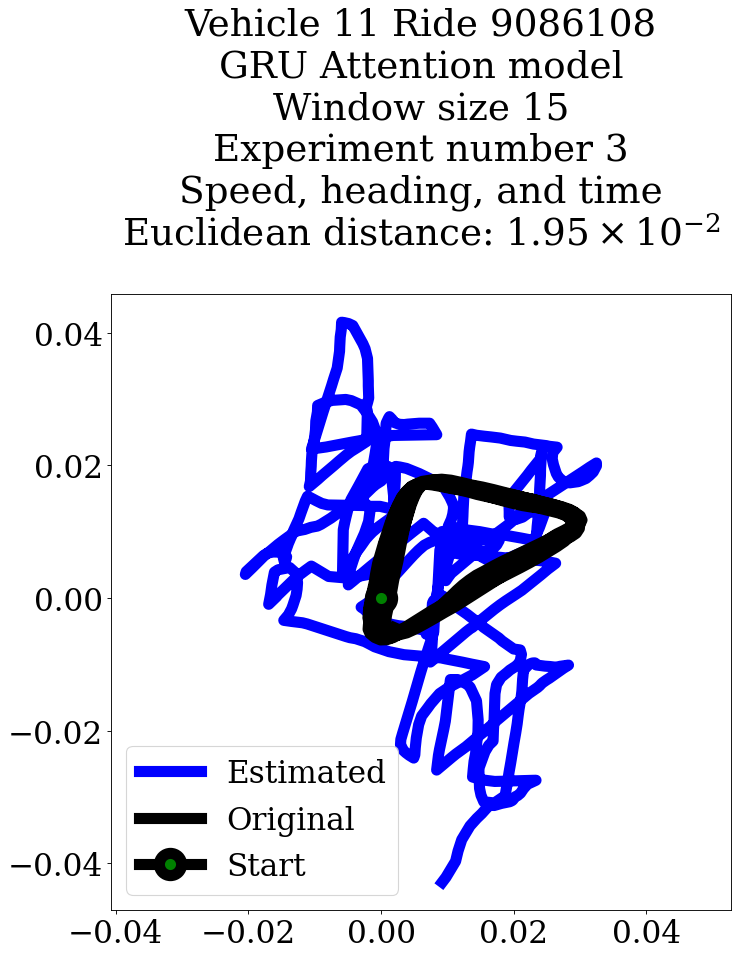 Vehicle 11 Ride 9086108
GRU Attention model
Window size 15
Experiment number 3
Speed, heading, and time
Euclidean distance: 1.95 × 10⁻²
0.04
0.02
0.00
−0.02
−0.04
Estimated
Original
Start
−0.04 −0.02 0.00 0.02 0.04